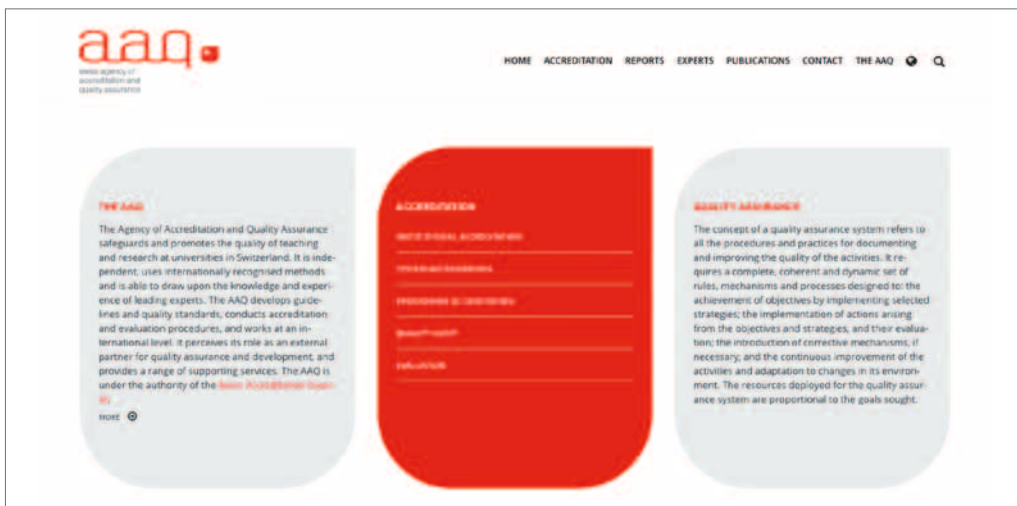 aaq.
swiss agency of
accreditation and
quality assurance
HOME ACCREDITATION REPORTS EXPERTS PUBLICATIONS CONTACT THE AAQ
THE AAQ
The Agency of Accreditation and Quality Assurance
safeguards and promotes the quality of teaching
and research at universities in Switzerland. It is inde-
pendent, uses internationally recognised methods
and is able to draw upon the knowledge and experi-
ence of leading experts. The AAQ develops guide-
lines and quality standards, conducts accreditation
and evaluation procedures, and works at an in-
ternational level. It perceives its role as an external
partner for quality assurance and development, and
provides a range of supporting services. The AAQ is
under the authority of the Swiss Accreditation Coun-
MORE
ACCREDITATION
INSTITUTIONAL ACCREDITATION
PROGRAMME ACCREDITATION
QUALITY AUDIT
EVALUATION
QUALITY ASSURANCE
The concept of a quality assurance system refers to
all the procedures and practices for documenting
and improving the quality of the activities. It re-
quires a complete, coherent and dynamic set of
rules, mechanisms and processes designed to: the
achievement of objectives by implementing selected
strategies; the implementation of actions arising
from the objectives and strategies, and their evalua-
tion; the introduction of corrective mechanisms, if
necessary; and the continuous improvement of the
activities and adaptation to changes in its environ-
ment. The resources deployed for the quality assur-
ance system are proportional to the goals sought.